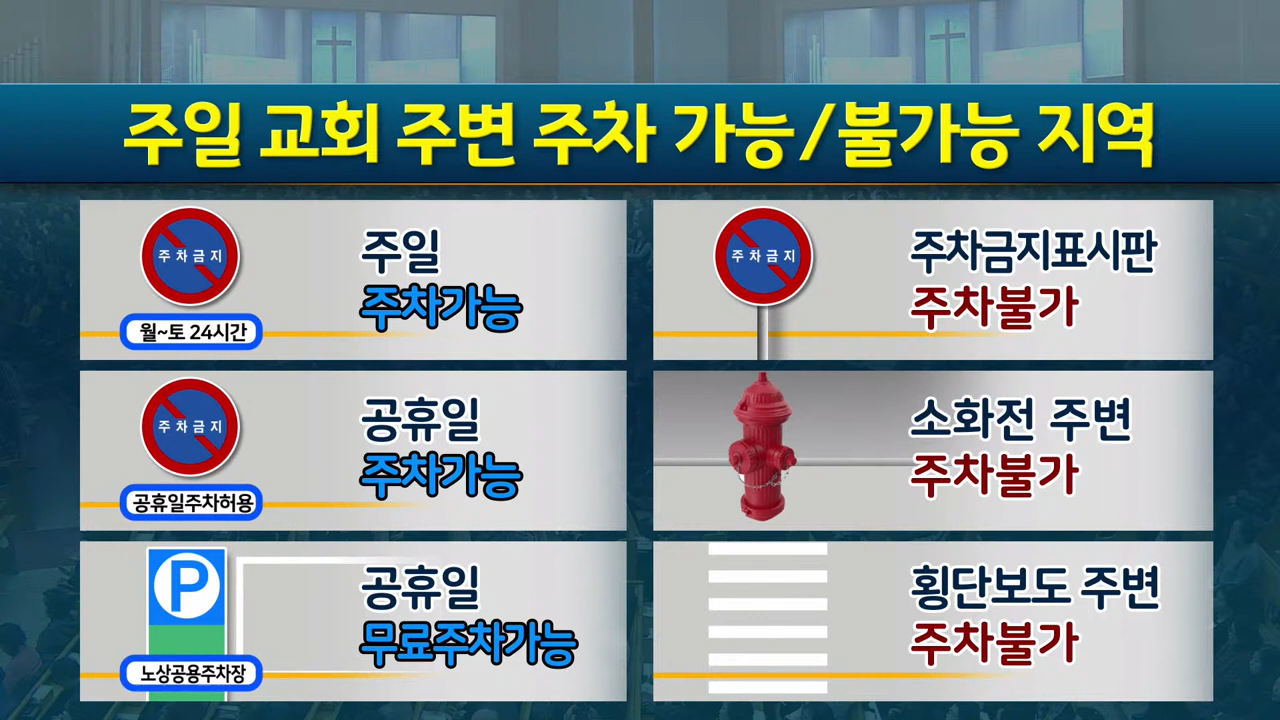 주일 교회 주변 주차 가능/불가능 지역
주차금지
월~토 24시간
주일
주차가능
주차금지
주차금지표시판
주차불가
주차금지
공휴일주차허용
공휴일
주차가능
소화전 주변
주차불가
P
노상공용주차장
공휴일
무료주차가능
횡단보도 주변
주차불가